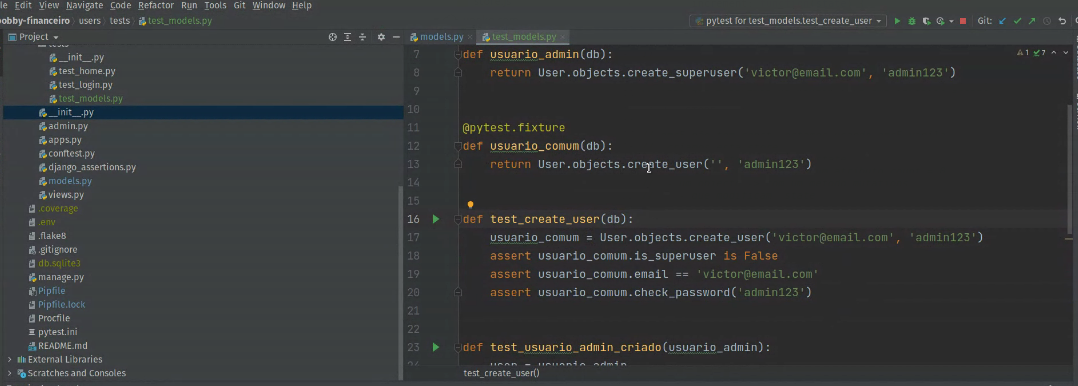 File Edit View Navigate Code Refactor Run Tools Git Window Help
bobby-financeiro users tests test_models.py
pytest for test_models.test_create_user Git:
Project
models.py
test_models.py
1 7
tests
__init__.py
test_home.py
test_login.py
test_models.py
__init__.py
admin.py
apps.py
conftest.py
django_assertions.py
models.py
views.py
.coverage
.env
.flake8
.gitignore
db.sqlite3
manage.py
Pipfile
Pipfile.lock
Procfile
pytest.ini
README.md
External Libraries
Scratches and Consoles
7 def usuario_admin(db):
8 return User.objects.create_superuser('victor@email.com', 'admin123')
9
10
11 @pytest.fixture
12 def usuario_comum(db):
13 return User.objects.create_user('', 'admin123')
14
15
16 def test_create_user(db):
17 usuario_comum = User.objects.create_user('victor@email.com', 'admin123')
18 assert usuario_comum.is_superuser is False
19 assert usuario_comum.email == 'victor@email.com'
20 assert usuario_comum.check_password('admin123')
21
22
23 def test_usuario_admin_criado(usuario_admin):
24 user = usuario_admin
test_create_user()